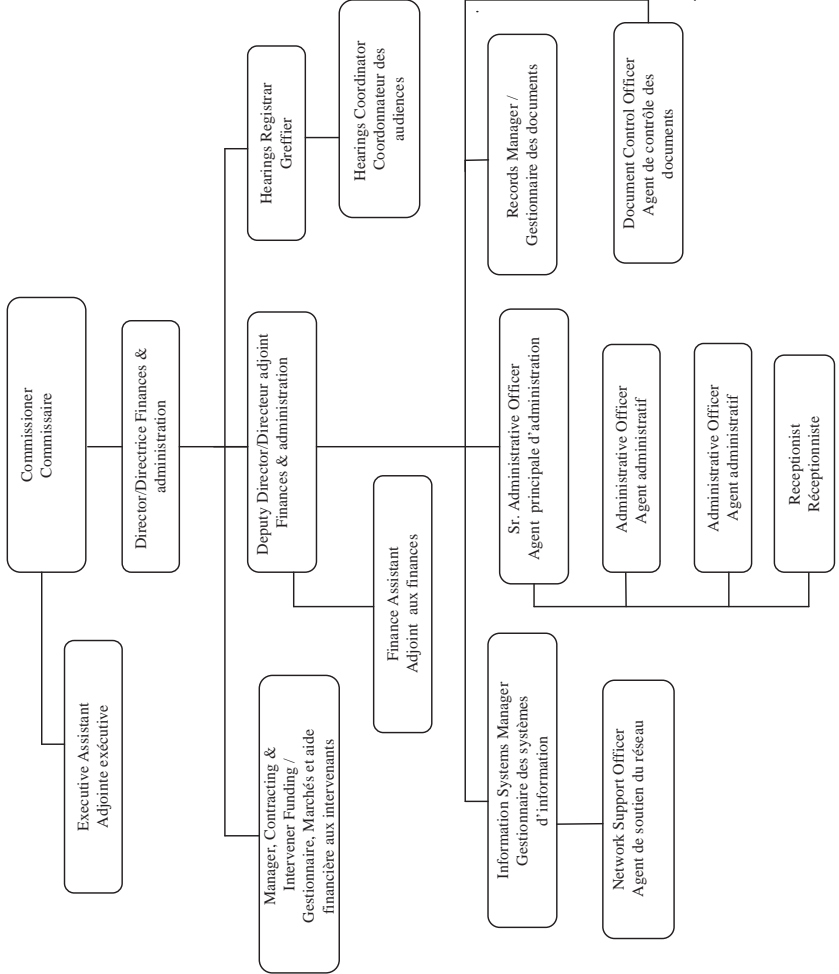 Commissioner
Commissaire
Executive Assistant
Adjointe exécutive
Director/Directrice Finances &
administration
Manager, Contracting &
Intervener Funding /
Gestionnaire, Marchés et aide
financière aux intervenants
Deputy Director/Directeur adjoint
Finances & administration
Hearings Registrar
Greffier
Hearings Coordinator
Coordonnateur des
audiences
Finance Assistant
Adjoint aux finances
Information Systems Manager
Gestionnaire des systèmes
d'information
Sr. Administrative Officer
Agent principale d'administration
Records Manager /
Gestionnaire des documents
Network Support Officer
Agent de soutien du réseau
Administrative Officer
Agent administratif
Document Control Officer
Agent de contrôle des
documents
Administrative Officer
Agent administratif
Receptionist
Réceptionniste